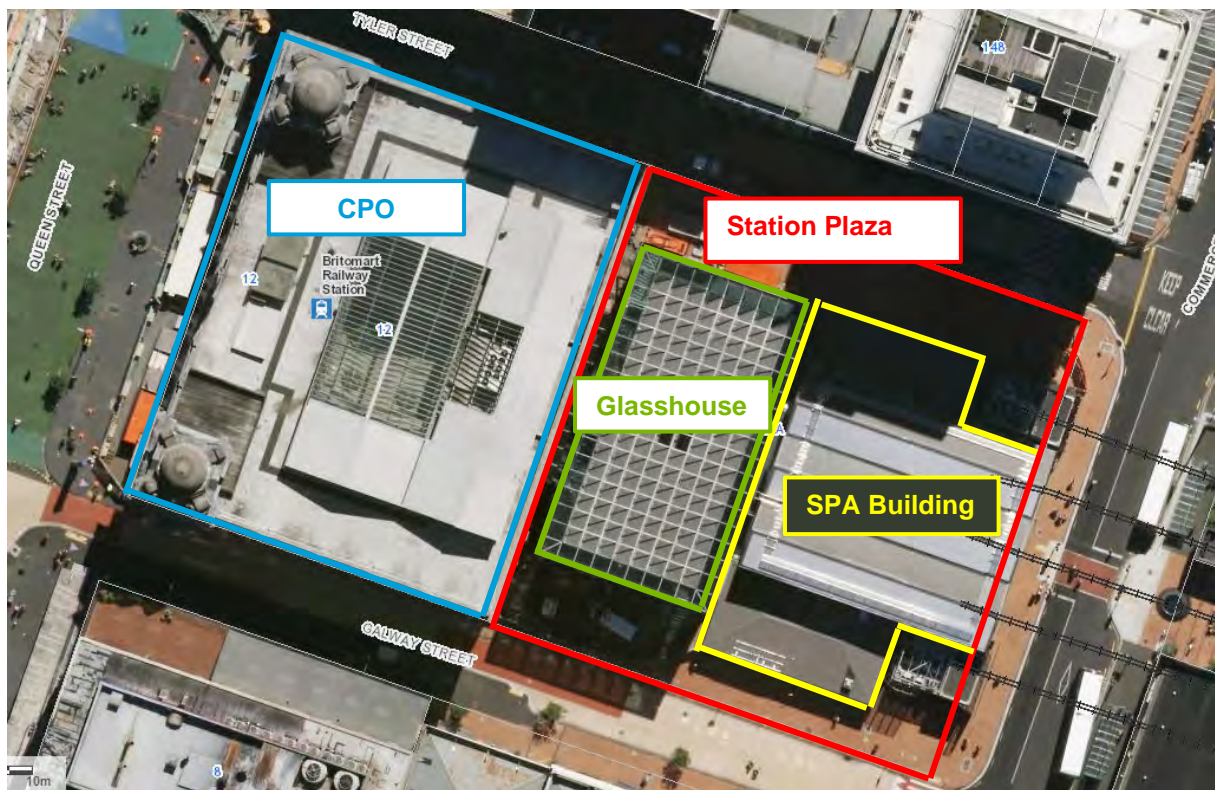 TYLER STREET
148
QUEEN STREET
CPO
Station Plaza
COMMERC
KEEP
CLEAR
12
Britomart
Railway
Station
12
Glasshouse
A
SPA Building
GALWAY STREET
8
10m